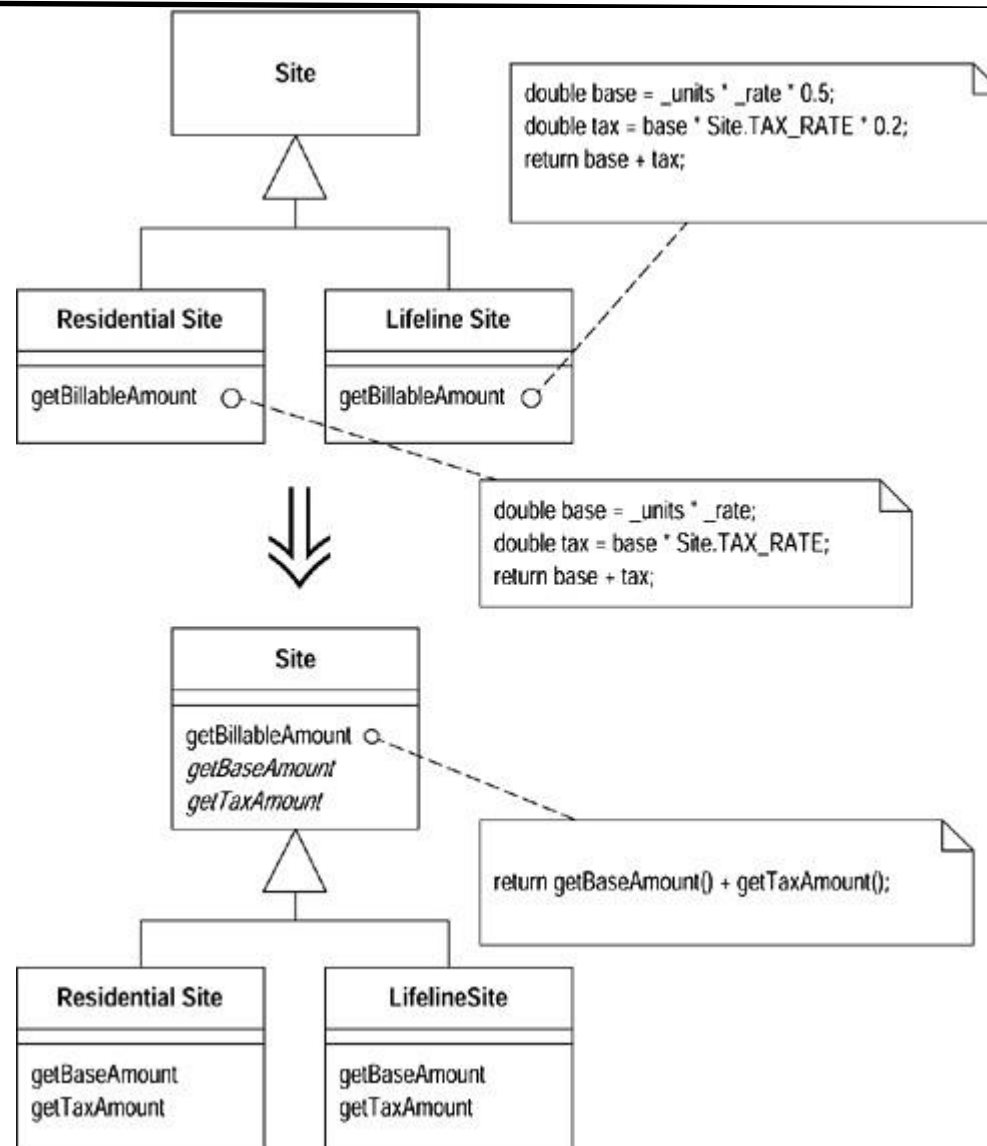 Site
double base = _units * _rate * 0.5;
double tax = base * Site.TAX_RATE * 0.2;
return base + tax;
Residential Site
getBillableAmount
Lifeline Site
getBillableAmount
double base = _units * _rate;
double tax = base * Site.TAX_RATE;
return base + tax;
Site
getBillableAmount
getBaseAmount
getTaxAmount
return getBaseAmount() + getTaxAmount();
Residential Site
getBaseAmount
getTaxAmount
LifelineSite
getBaseAmount
getTaxAmount